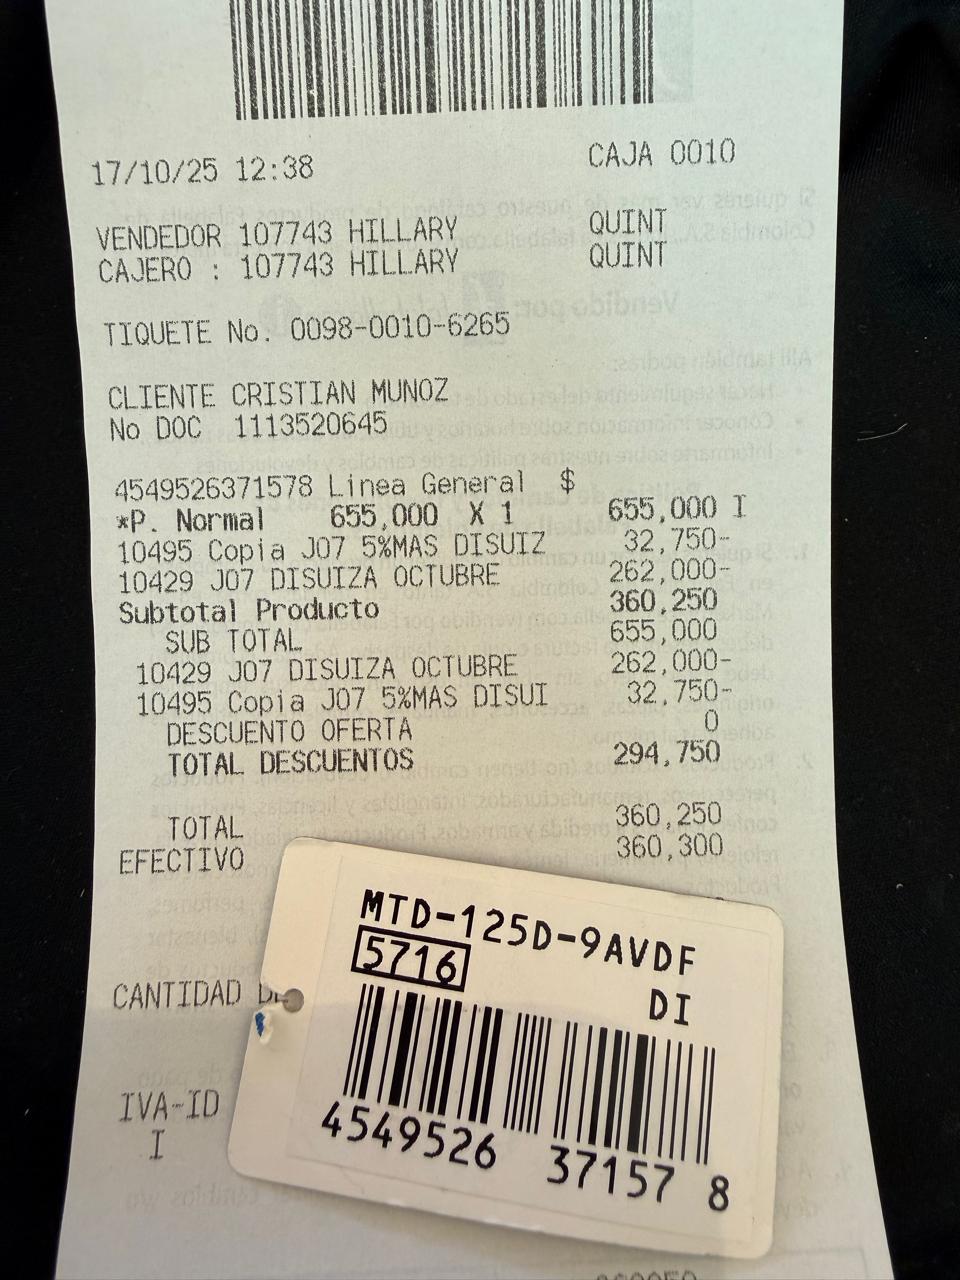 17/10/25 12:38 CAJA 0010
VENDEDOR 107743 HILLARY QUINT
CAJERO : 107743 HILLARY QUINT
TIQUETE No. 0098-0010-6265
CLIENTE CRISTIAN MUNOZ
No DOC 1113520645
4549526371578 Linea General $
*P. Normal 655,000 X 1 655,000 I
10495 Copia J07 5%MAS DISUIZ 32,750-
10429 J07 DISUIZA OCTUBRE 262,000-
Subtotal Producto 360,250
SUB TOTAL 655,000
10429 J07 DISUIZA OCTUBRE 262,000-
10495 Copia J07 5%MAS DISUI 32,750-
DESCUENTO OFERTA 0
TOTAL DESCUENTOS 294,750
TOTAL 360,250
EFECTIVO 360,300
MTD-125D-9AVDF
5716
DI
CANTIDAD
IVA-ID
I
4549526 37157 8